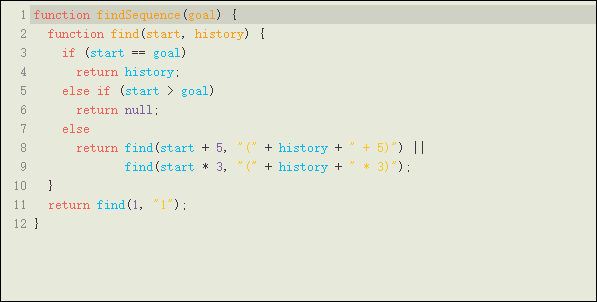 1 function findSequence(goal) {
2   function find(start, history) {
3     if (start == goal)
4       return history;
5     else if (start > goal)
6       return null;
7     else
8       return find(start + 5, "(" + history + " + 5)") ||
9              find(start * 3, "(" + history + " * 3)");
10   }
11   return find(1, "1");
12 }